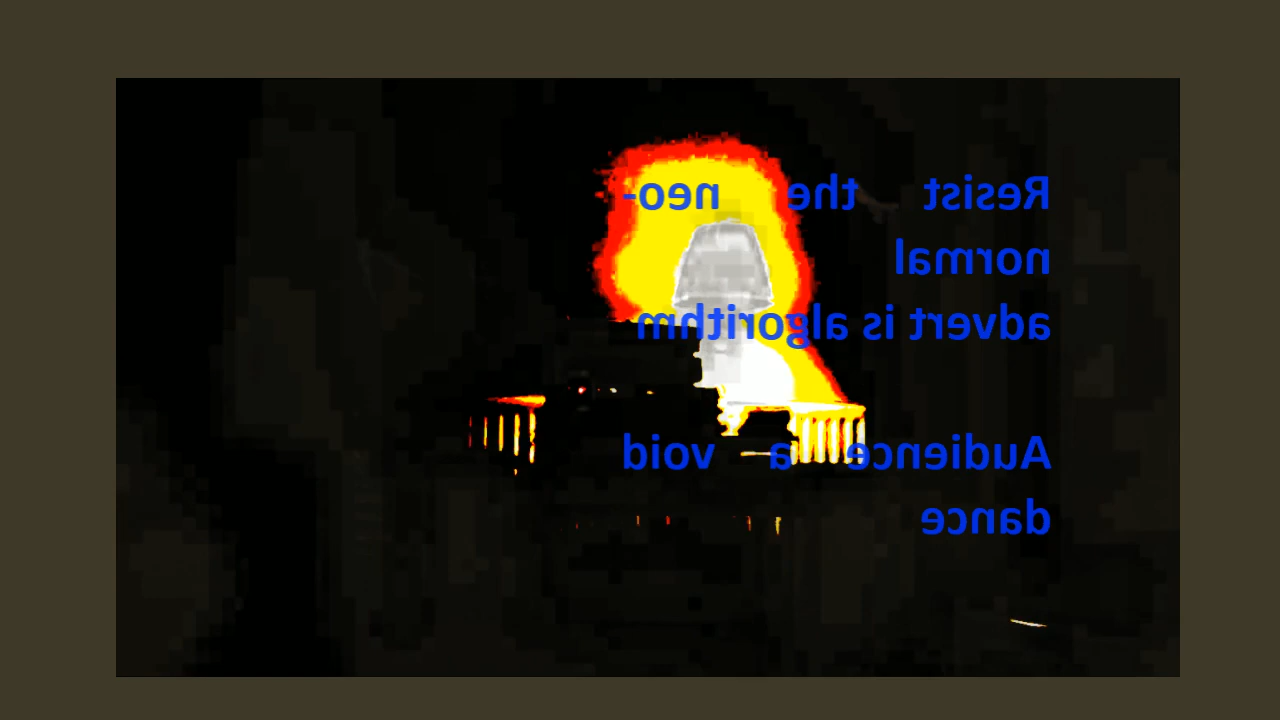 Resist the neo-
normal
advert is algorithm
Audience a void
dance